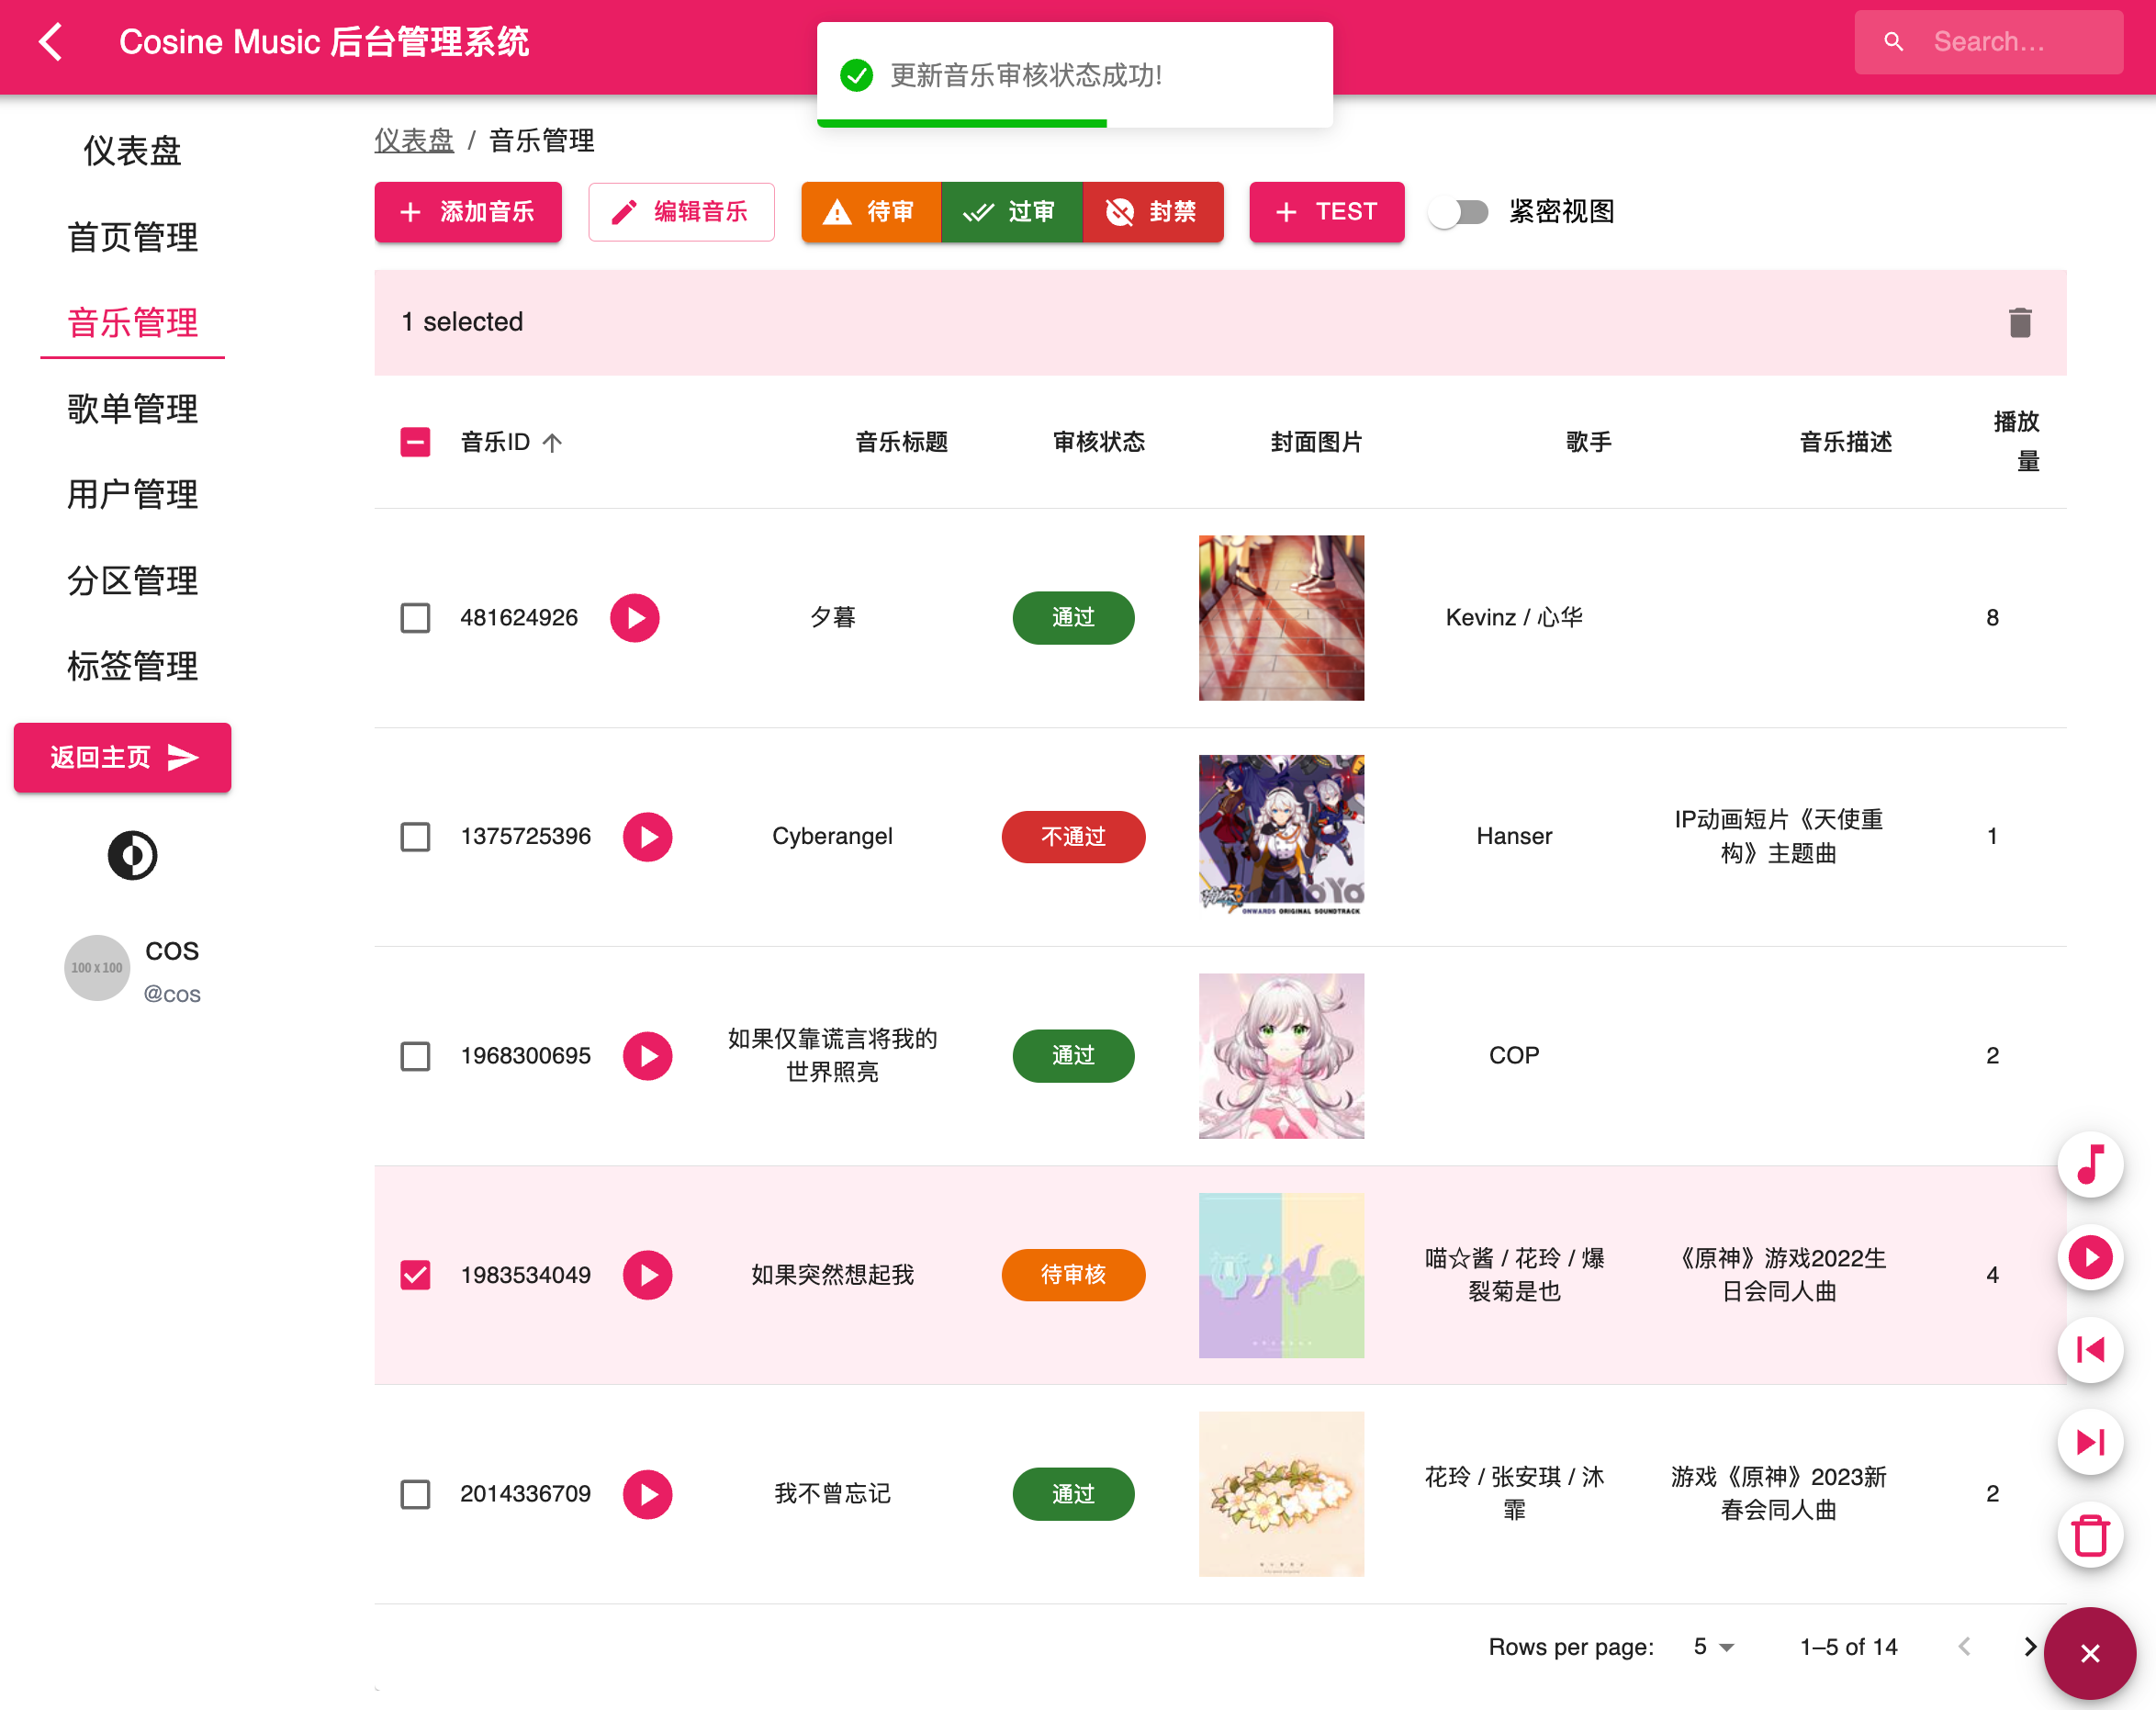 Cosine Music 后台管理系统
更新音乐审核状态成功!
Search...
仪表盘
首页管理
音乐管理
歌单管理
用户管理
分区管理
标签管理
返回主页
100 x 100
COS
@cos
仪表盘 / 音乐管理
添加音乐
编辑音乐
待审
过审
封禁
TEST
紧密视图
1 selected
音乐ID
音乐标题
审核状态
封面图片
歌手
音乐描述
播放
量
481624926
夕暮
通过
Kevinz / 心华
8
1375725396
Cyberangel
不通过
ONWARDS ORIGINAL SOUNDTRACK
Hanser
IP动画短片《天使重
构》主题曲
1
1968300695
如果仅靠谎言将我的
世界照亮
通过
COP
2
1983534049
如果突然想起我
待审核
喵☆酱 / 花玲 / 爆
裂菊是也
《原神》游戏2022生
日会同人曲
4
2014336709
我不曾忘记
通过
花玲 / 张安琪 / 沐
霏
游戏《原神》2023新
春会同人曲
2
Rows per page:
5
1–5 of 14